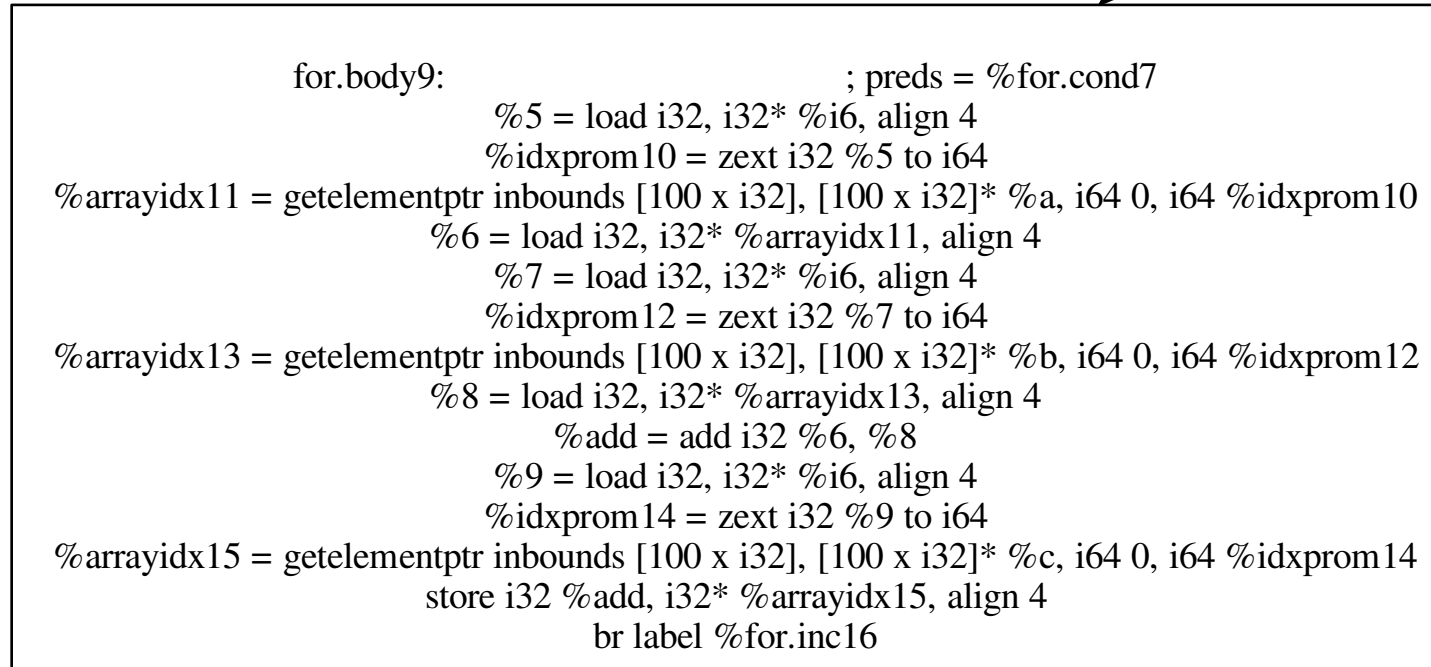 for.body9: ; preds = %for.cond7
%5 = load i32, i32* %i6, align 4
%idxprom10 = zext i32 %5 to i64
%arrayidx11 = getelementptr inbounds [100 x i32], [100 x i32]* %a, i64 0, i64 %idxprom10
%6 = load i32, i32* %arrayidx11, align 4
%7 = load i32, i32* %i6, align 4
%idxprom12 = zext i32 %7 to i64
%arrayidx13 = getelementptr inbounds [100 x i32], [100 x i32]* %b, i64 0, i64 %idxprom12
%8 = load i32, i32* %arrayidx13, align 4
%add = add i32 %6, %8
%9 = load i32, i32* %i6, align 4
%idxprom14 = zext i32 %9 to i64
%arrayidx15 = getelementptr inbounds [100 x i32], [100 x i32]* %c, i64 0, i64 %idxprom14
store i32 %add, i32* %arrayidx15, align 4
br label %for.inc16